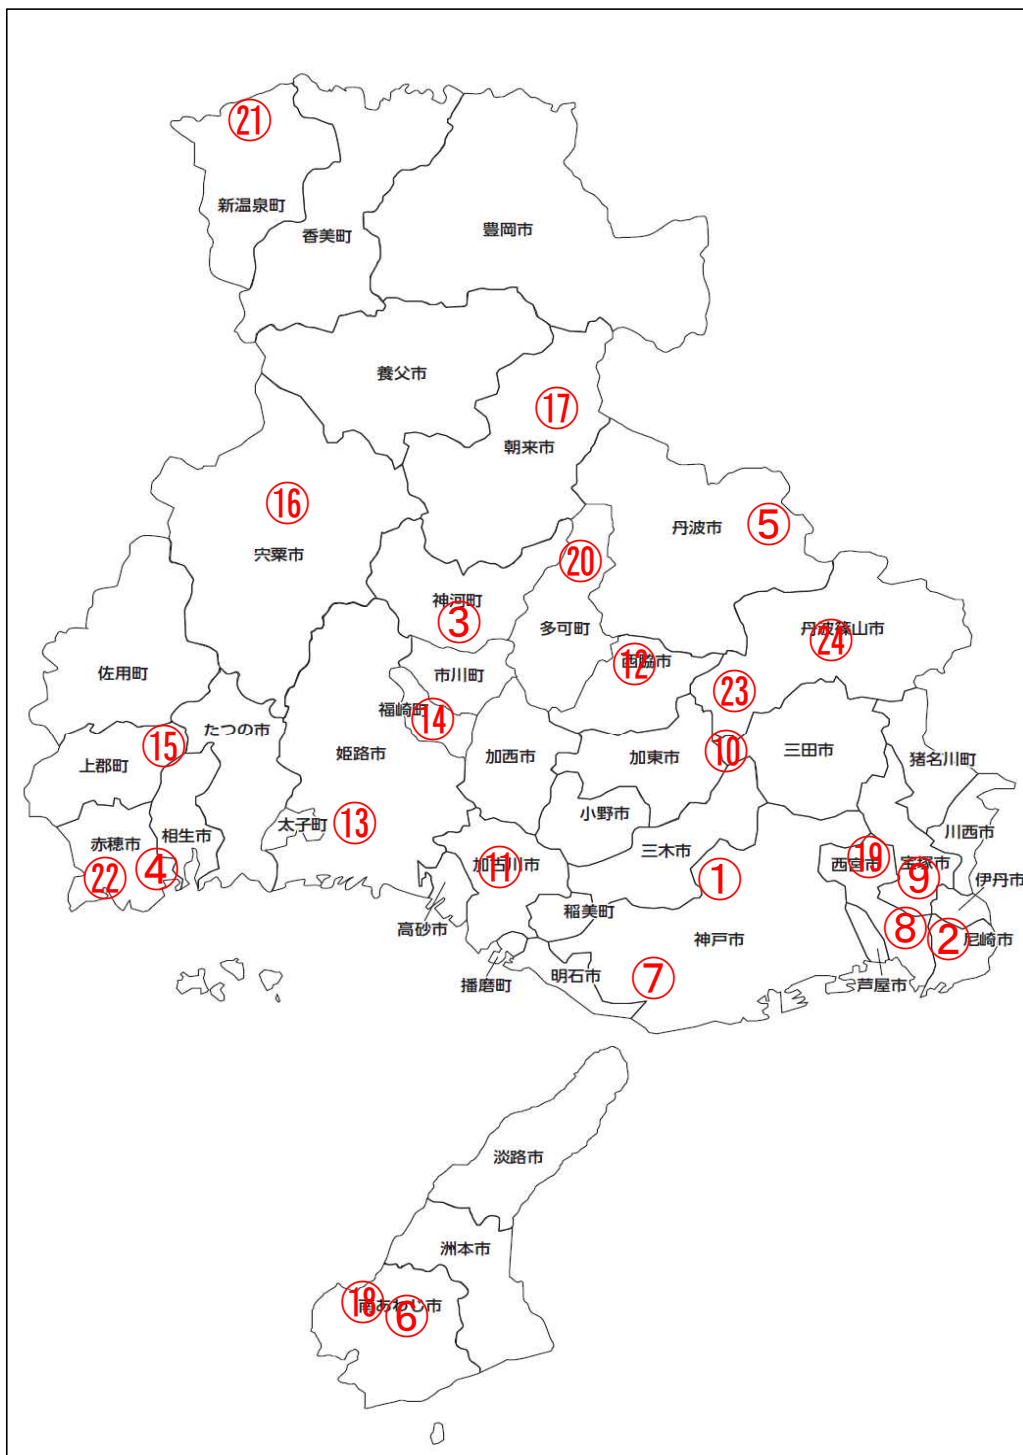 ㉑
新温泉町
香美町
豊岡市
養父市
⑰
朝来市
⑯
宍粟市
丹波市
⑤
⑳
神河町
③
多可町
丹波篠山市
㉔
佐用町
市川町
⑫
西脇市
㉓
福崎町
⑭
たつの市
⑮
上郡町
姫路市
加西市
加東市
⑩
三田市
猪名川町
小野市
太子町
⑬
川西市
赤穂市
相生市
④
㉒
加古川市
⑪
三木市
①
西宮市
⑲
宝塚市
⑨
伊丹市
稲美町
高砂市
神戸市
⑧
②
尼崎市
播磨町
明石市
⑦
芦屋市
淡路市
洲本市
⑱
南あわじ市
⑥